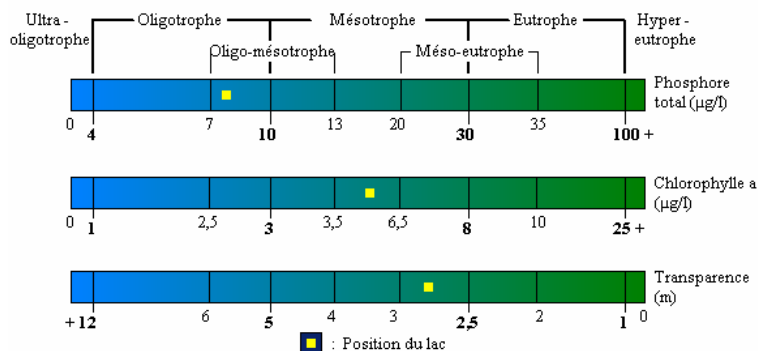 Ultra-
oligotrophe
Oligotrophe
Mésotrophe
Eutrophe
Hyper-
eutrophe
Oligo-mésotrophe
Méso-eutrophe
Phosphore
total (µg/l)
0 4 7 10 13 20 30 35 100 +
Chlorophylle a
(µg/l)
0 1 2,5 3 3,5 6,5 8 10 25 +
Transparence
(m)
+ 12 6 5 4 3 2,5 2 1 0
: Position du lac